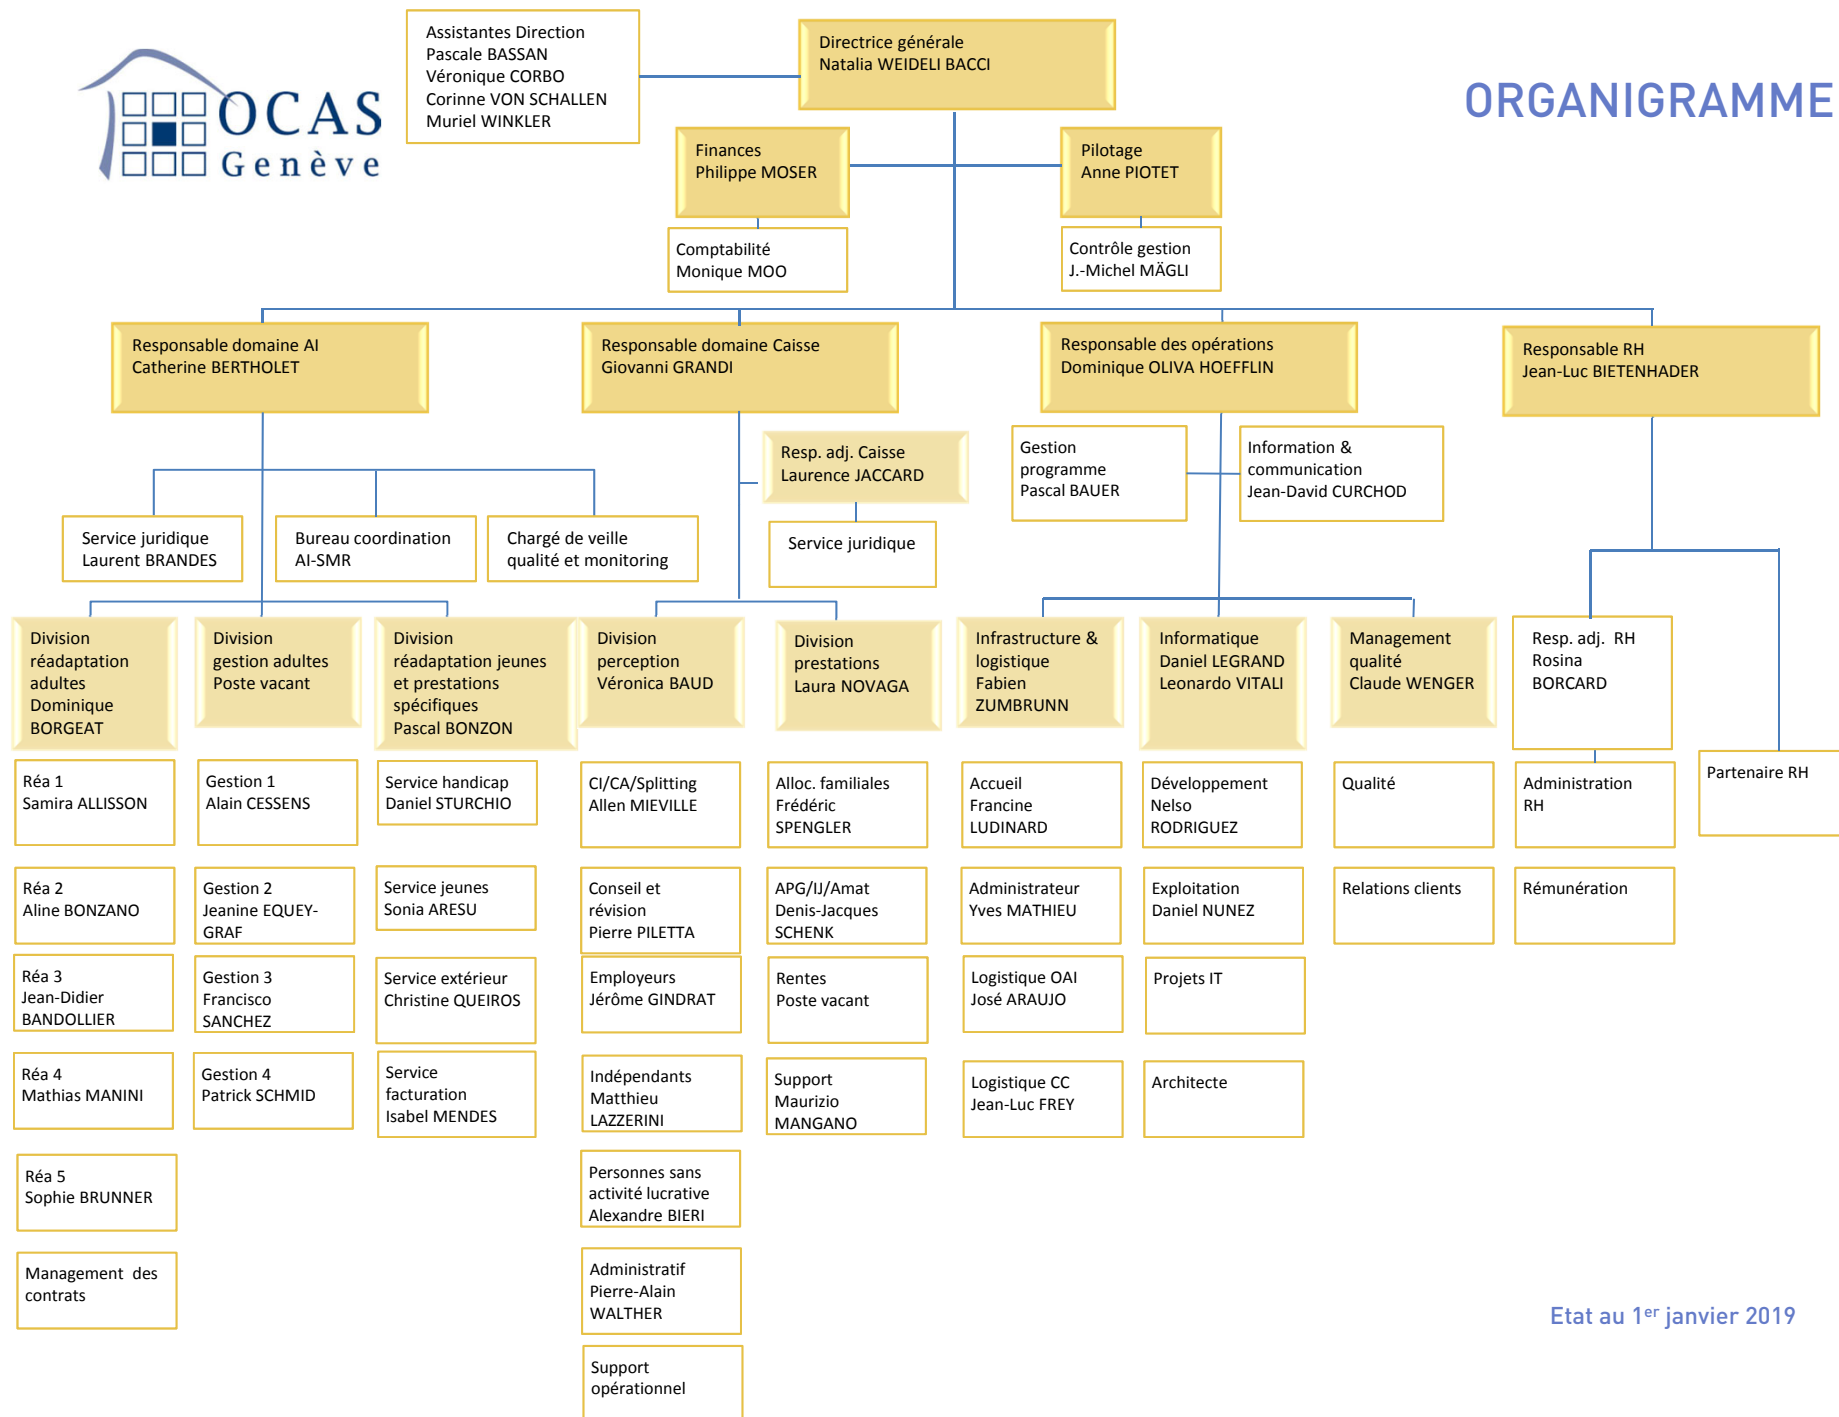 OCAS
Genève
Assistantes Direction
Pascale BASSAN
Véronique CORBO
Corinne VON SCHALLEN
Muriel WINKLER
Directrice générale
Natalia WEIDELI BACCI
ORGANIGRAMME
Finances
Philippe MOSER
Pilotage
Anne PIOTET
Comptabilité
Monique MOO
Contrôle gestion
J.-Michel MÄGLI
Responsable domaine AI
Catherine BERTHOLET
Responsable domaine Caisse
Giovanni GRANDI
Responsable des opérations
Dominique OLIVA HOEFFLIN
Responsable RH
Jean-Luc BIETENHADER
Resp. adj. Caisse
Laurence JACCARD
Gestion
programme
Pascal BAUER
Information &
communication
Jean-David CURCHOD
Service juridique
Laurent BRANDES
Bureau coordination
AI-SMR
Chargé de veille
qualité et monitoring
Service juridique
Division
réadaptation
adultes
Dominique
BORGEAT
Division
gestion adultes
Poste vacant
Division
réadaptation jeunes
et prestations
spécifiques
Pascal BONZON
Division
perception
Véronica BAUD
Division
prestations
Laura NOVAGA
Infrastructure &
logistique
Fabien
ZUMBRUNN
Informatique
Daniel LEGRAND
Leonardo VITALI
Management
qualité
Claude WENGER
Resp. adj. RH
Rosina
BORCARD
Réa 1
Samira ALLISSON
Gestion 1
Alain CESSENS
Service handicap
Daniel STURCHIO
CI/CA/Splitting
Allen MIEVILLE
Alloc. familiales
Frédéric
SPENGLER
Accueil
Francine
LUDINARD
Développement
Nelso
RODRIGUEZ
Qualité
Administration
RH
Partenaire RH
Réa 2
Aline BONZANO
Gestion 2
Jeanine EQUEY-
GRAF
Service jeunes
Sonia ARESU
Conseil et
révision
Pierre PILETTA
APG/IJ/Amat
Denis-Jacques
SCHENK
Administrateur
Yves MATHIEU
Exploitation
Daniel NUNEZ
Relations clients
Rémunération
Réa 3
Jean-Didier
BANDOLLIER
Gestion 3
Francisco
SANCHEZ
Service extérieur
Christine QUEIROS
Employeurs
Jérôme GINDRAT
Rentes
Poste vacant
Logistique OAI
José ARAUJO
Projets IT
Réa 4
Mathias MANINI
Gestion 4
Patrick SCHMID
Service
facturation
Isabel MENDES
Indépendants
Matthieu
LAZZERINI
Support
Maurizio
MANGANO
Logistique CC
Jean-Luc FREY
Architecte
Réa 5
Sophie BRUNNER
Personnes sans
activité lucrative
Alexandre BIERI
Management des
contrats
Administratif
Pierre-Alain
WALTHER
Support
opérationnel
Etat au 1er janvier 2019